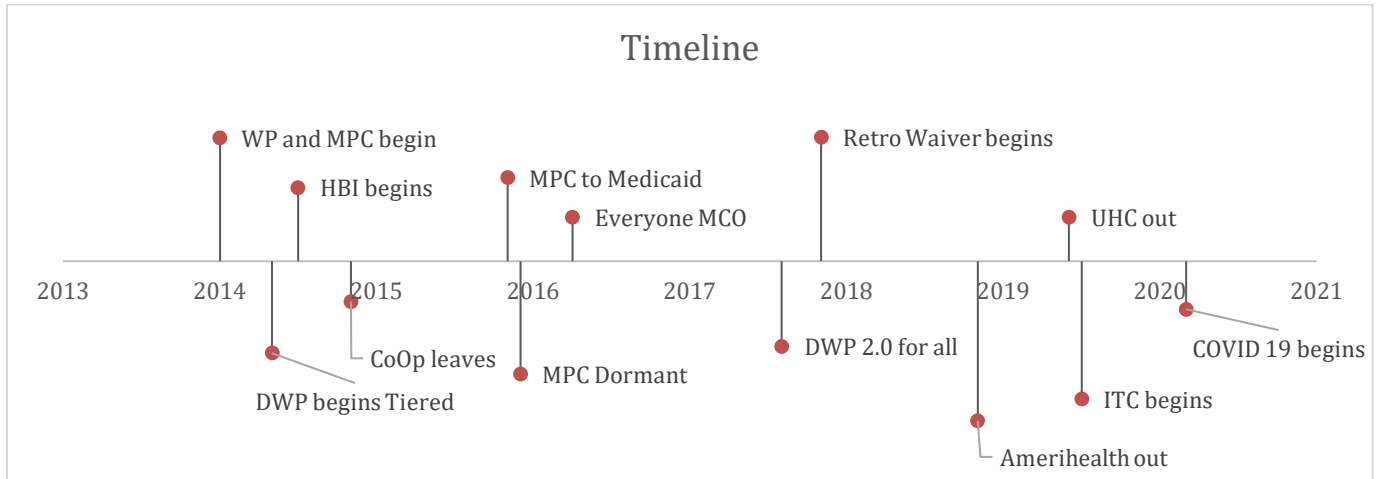 Timeline
WP and MPC begin
Retro Waiver begins
MPC to Medicaid
HBI begins
Everyone MCO
UHC out
2013 2014 2015 2016 2017 2018 2019 2020 2021
CoOp leaves
DWP 2.0 for all
COVID 19 begins
MPC Dormant
DWP begins Tiered
ITC begins
Amerihealth out